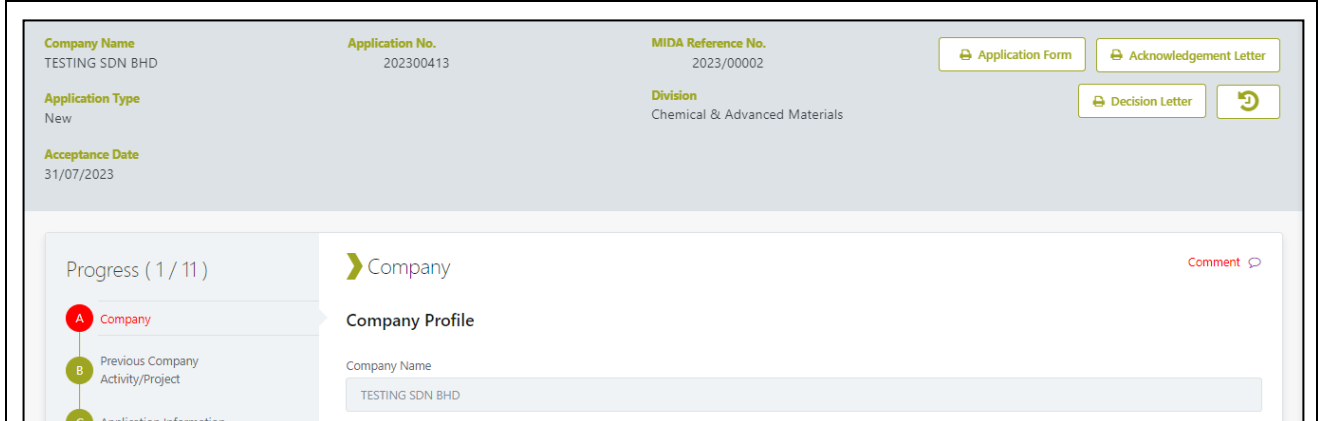 Company Name
TESTING SDN BHD
Application No.
202300413
MIDA Reference No.
2023/00002
Application Form
Acknowledgement Letter
Application Type
New
Division
Chemical & Advanced Materials
Decision Letter
Acceptance Date
31/07/2023
Progress ( 1 / 11 )
A Company
B Previous Company
Activity/Project
C Application Information
Company
Comment
Company Profile
Company Name
TESTING SDN BHD